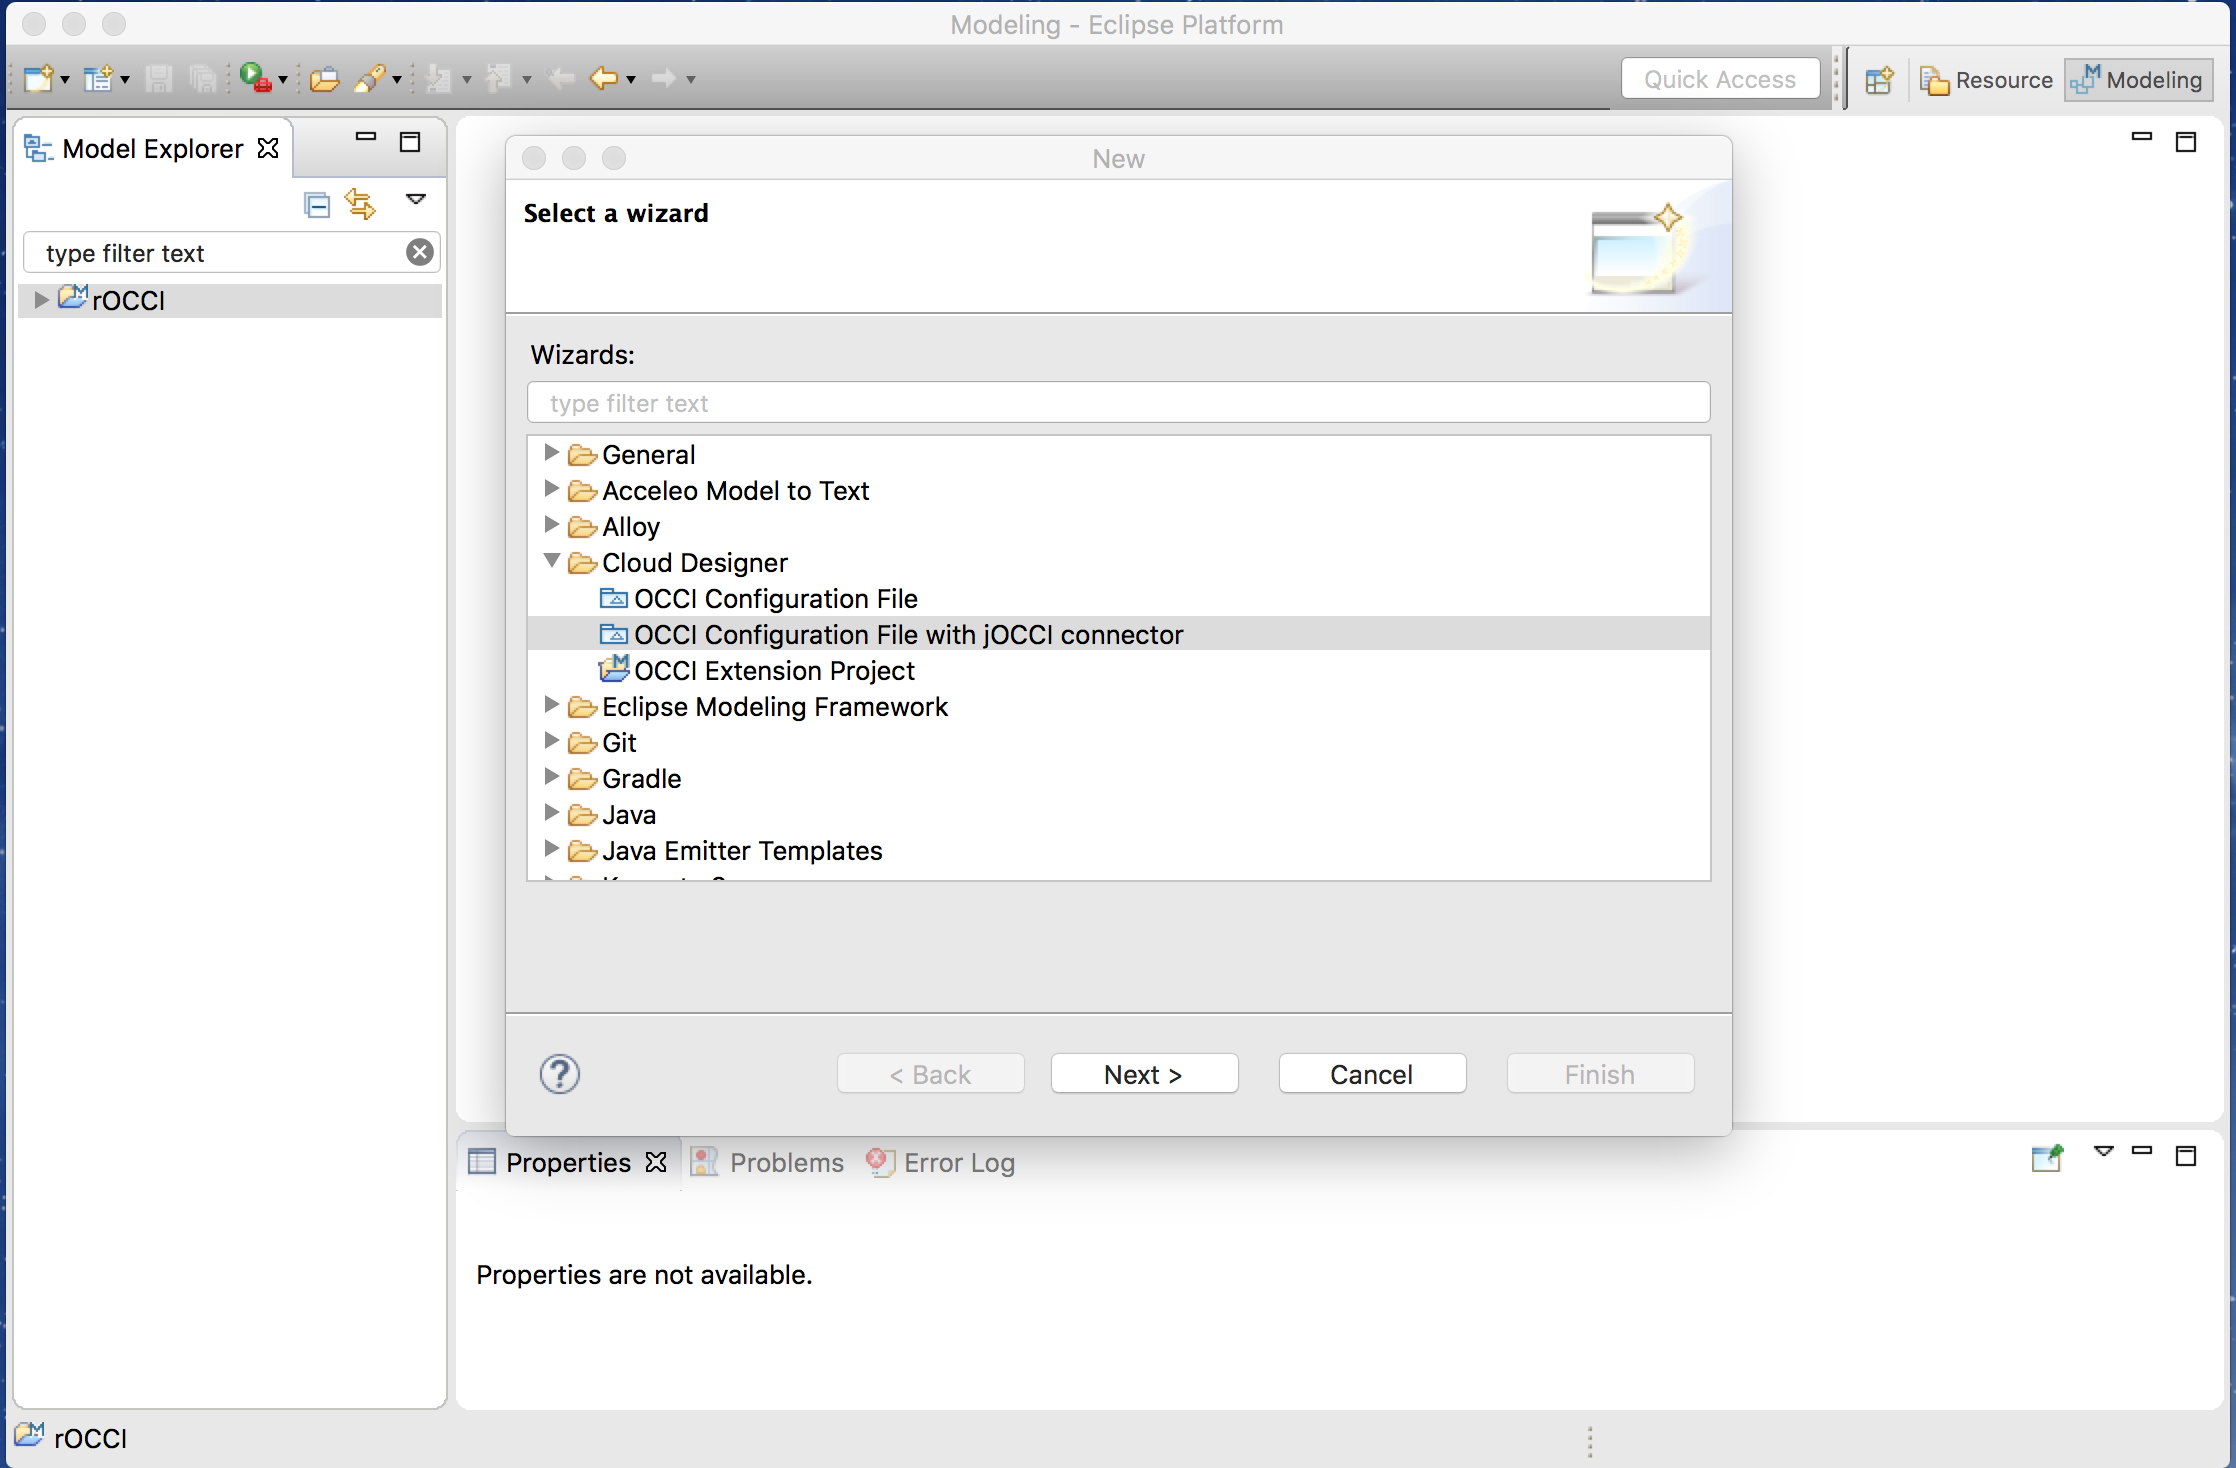 Modeling - Eclipse Platform
Quick Access
Resource
Modeling
Model Explorer
type filter text
rOCCI
New
Select a wizard
Wizards:
type filter text
General
Acceleo Model to Text
Alloy
Cloud Designer
OCCI Configuration File
OCCI Configuration File with jOCCI connector
OCCI Extension Project
Eclipse Modeling Framework
Git
Gradle
Java
Java Emitter Templates
< Back
Next >
Cancel
Finish
Properties
Problems
Error Log
Properties are not available.
rOCCI